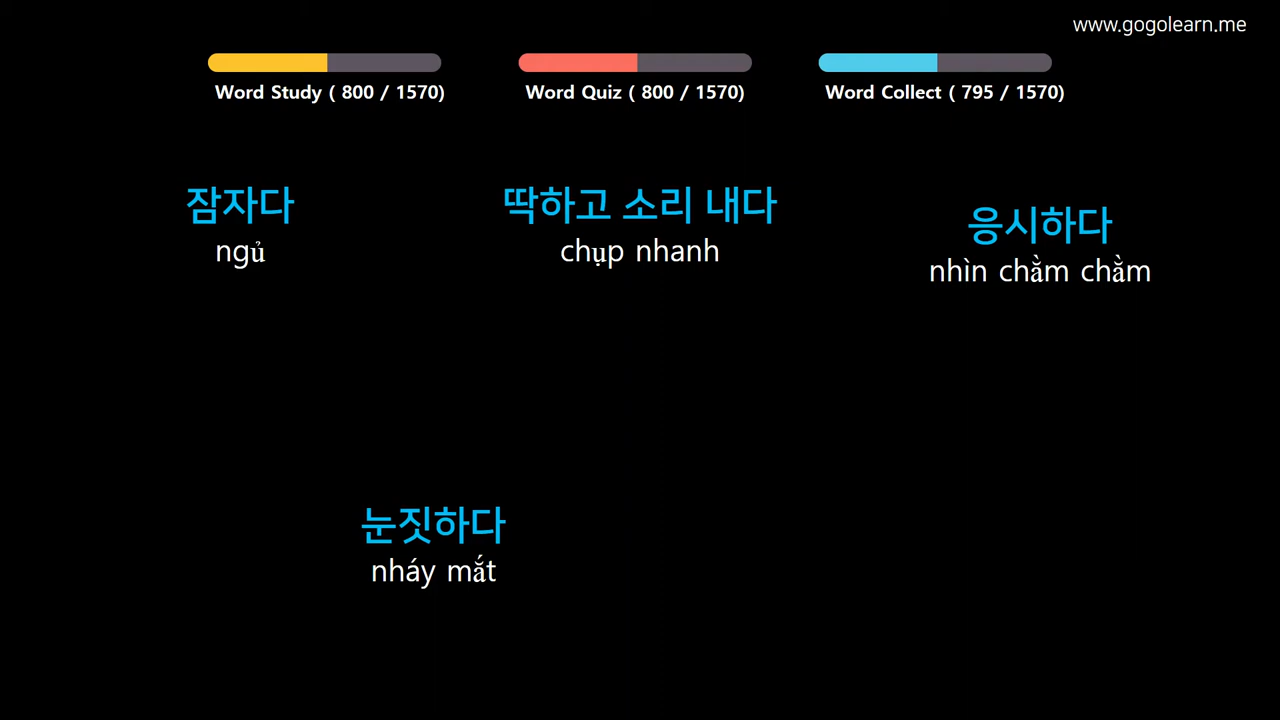 www.gogolearn.me
Word Study ( 800 / 1570)
Word Quiz ( 800 / 1570)
Word Collect ( 795 / 1570)
잠자다
ngủ
딱하고 소리 내다
chụp nhanh
응시하다
nhìn chằm chằm
눈짓하다
nháy mắt